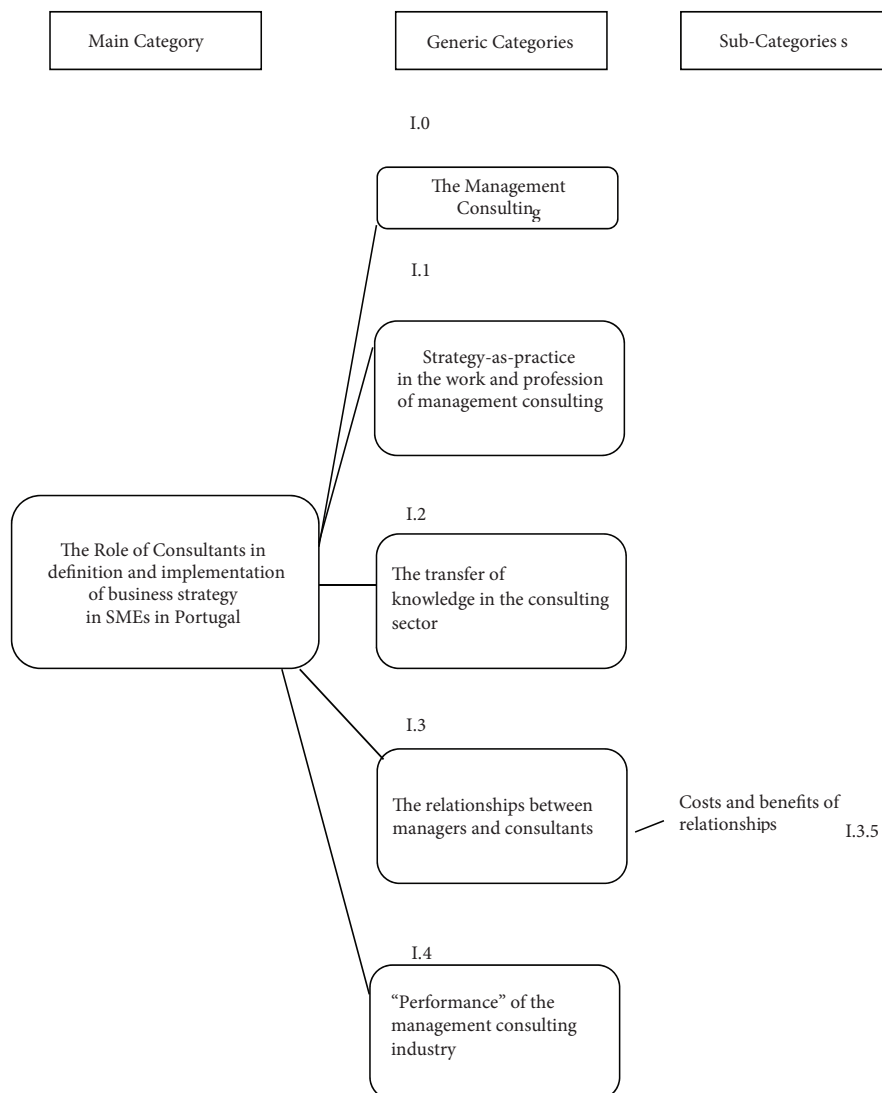 Main Category
Generic Categories
Sub-Categories s
I.0
The Management
Consulting
I.1
Strategy-as-practice
in the work and profession
of management consulting
The Role of Consultants in
definition and implementation
of business strategy
in SMEs in Portugal
I.2
The transfer of
knowledge in the consulting
sector
I.3
The relationships between
managers and consultants
Costs and benefits of
relationships
I.3.5
I.4
“Performance” of the
management consulting
industry